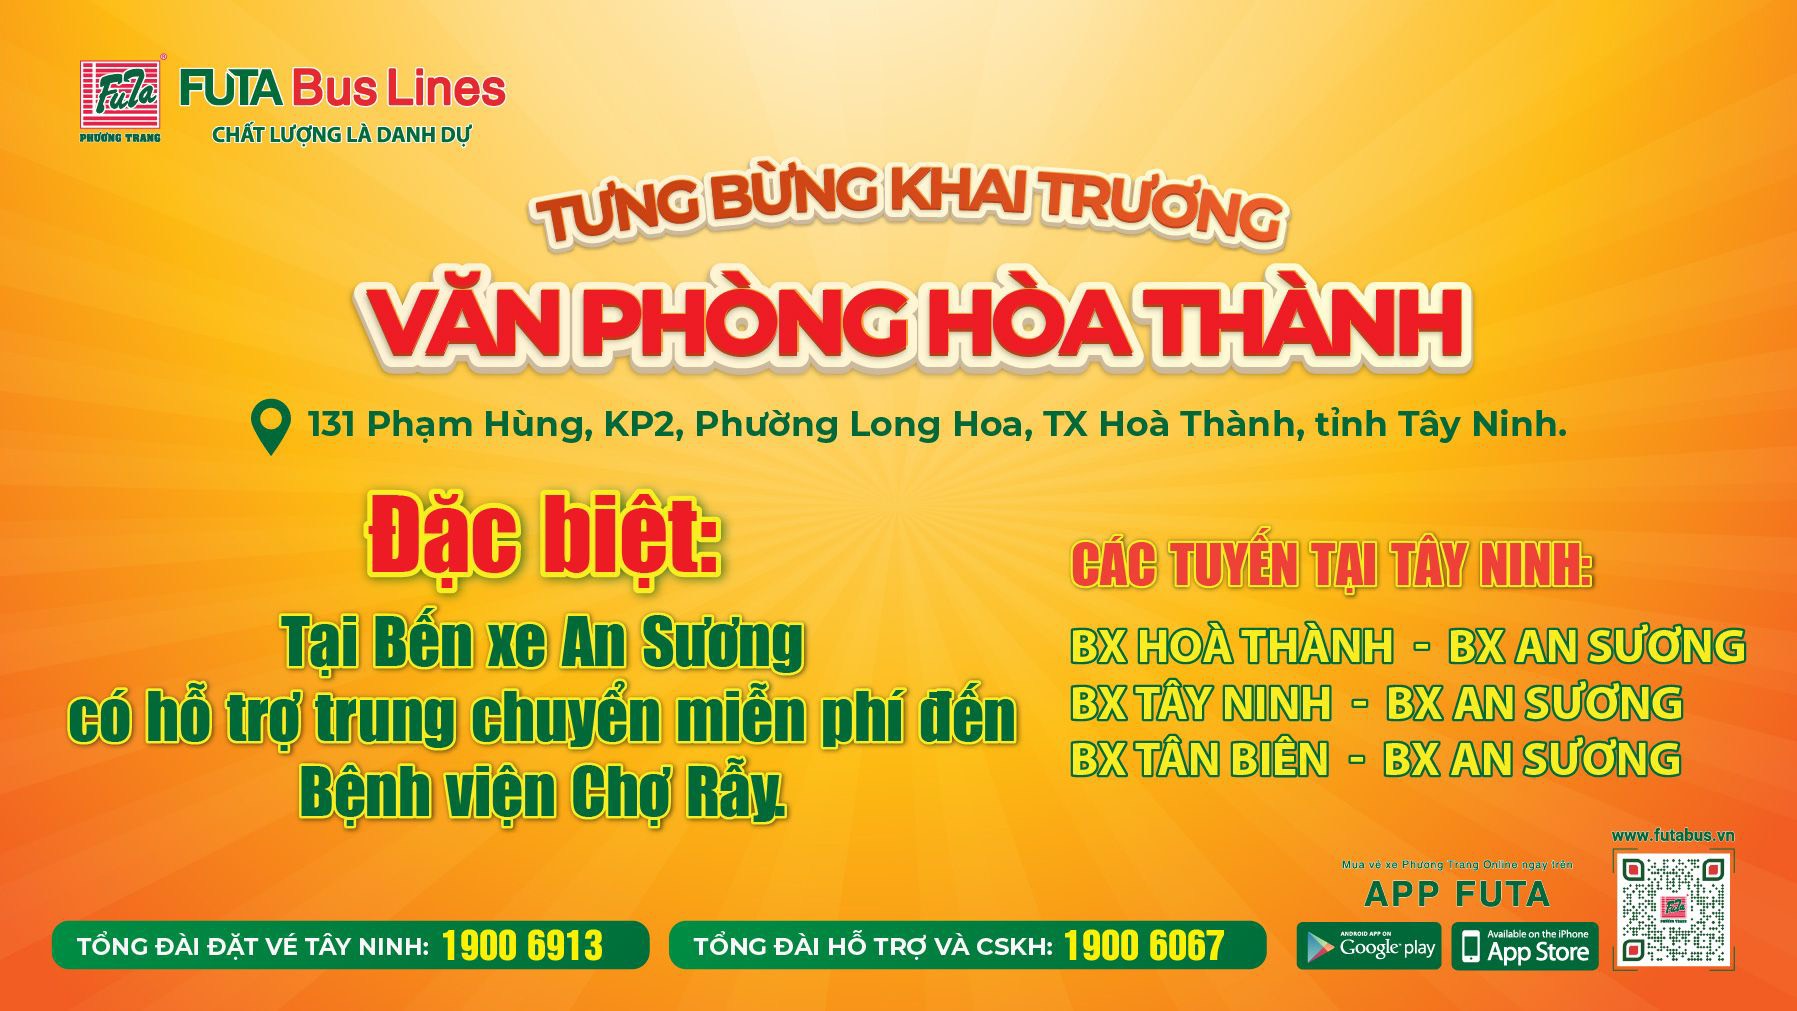 FuTa
PHƯƠNG TRANG
®
FUTA Bus Lines
CHẤT LƯỢNG LÀ DANH DỰ
TƯNG BỪNG KHAI TRƯƠNG
VĂN PHÒNG HÒA THÀNH
131 Phạm Hùng, KP2, Phường Long Hoa, TX Hoà Thành, tỉnh Tây Ninh.
Đặc biệt:
Tại Bến xe An Sương
có hỗ trợ trung chuyển miễn phí đến
Bệnh viện Chợ Rẫy.
CÁC TUYẾN TẠI TÂY NINH:
BX HOÀ THÀNH - BX AN SƯƠNG
BX TÂY NINH - BX AN SƯƠNG
BX TÂN BIÊN - BX AN SƯƠNG
www.futabus.vn
Mua vé xe Phương Trang Online ngay trên
APP FUTA
ANDROID APP ON
Google play
Available on the iPhone
App Store
FuTa
PHƯƠNG TRANG
TỔNG ĐÀI ĐẶT VÉ TÂY NINH: 1900 6913
TỔNG ĐÀI HỖ TRỢ VÀ CSKH: 1900 6067